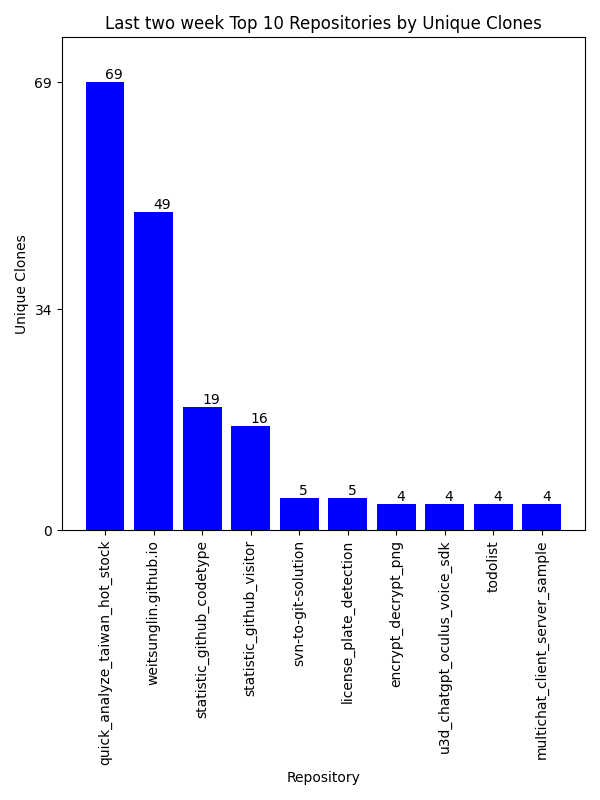 Last two week Top 10 Repositories by Unique Clones
69
34
0
Unique Clones
69
49
19
16
5
5
4
4
4
4
quick_analyze_taiwan_hot_stock
weitsunglin.github.io
statistic_github_codetype
statistic_github_visitor
svn-to-git-solution
license_plate_detection
encrypt_decrypt_png
u3d_chatgpt_oculus_voice_sdk
todolist
multichat_client_server_sample
Repository